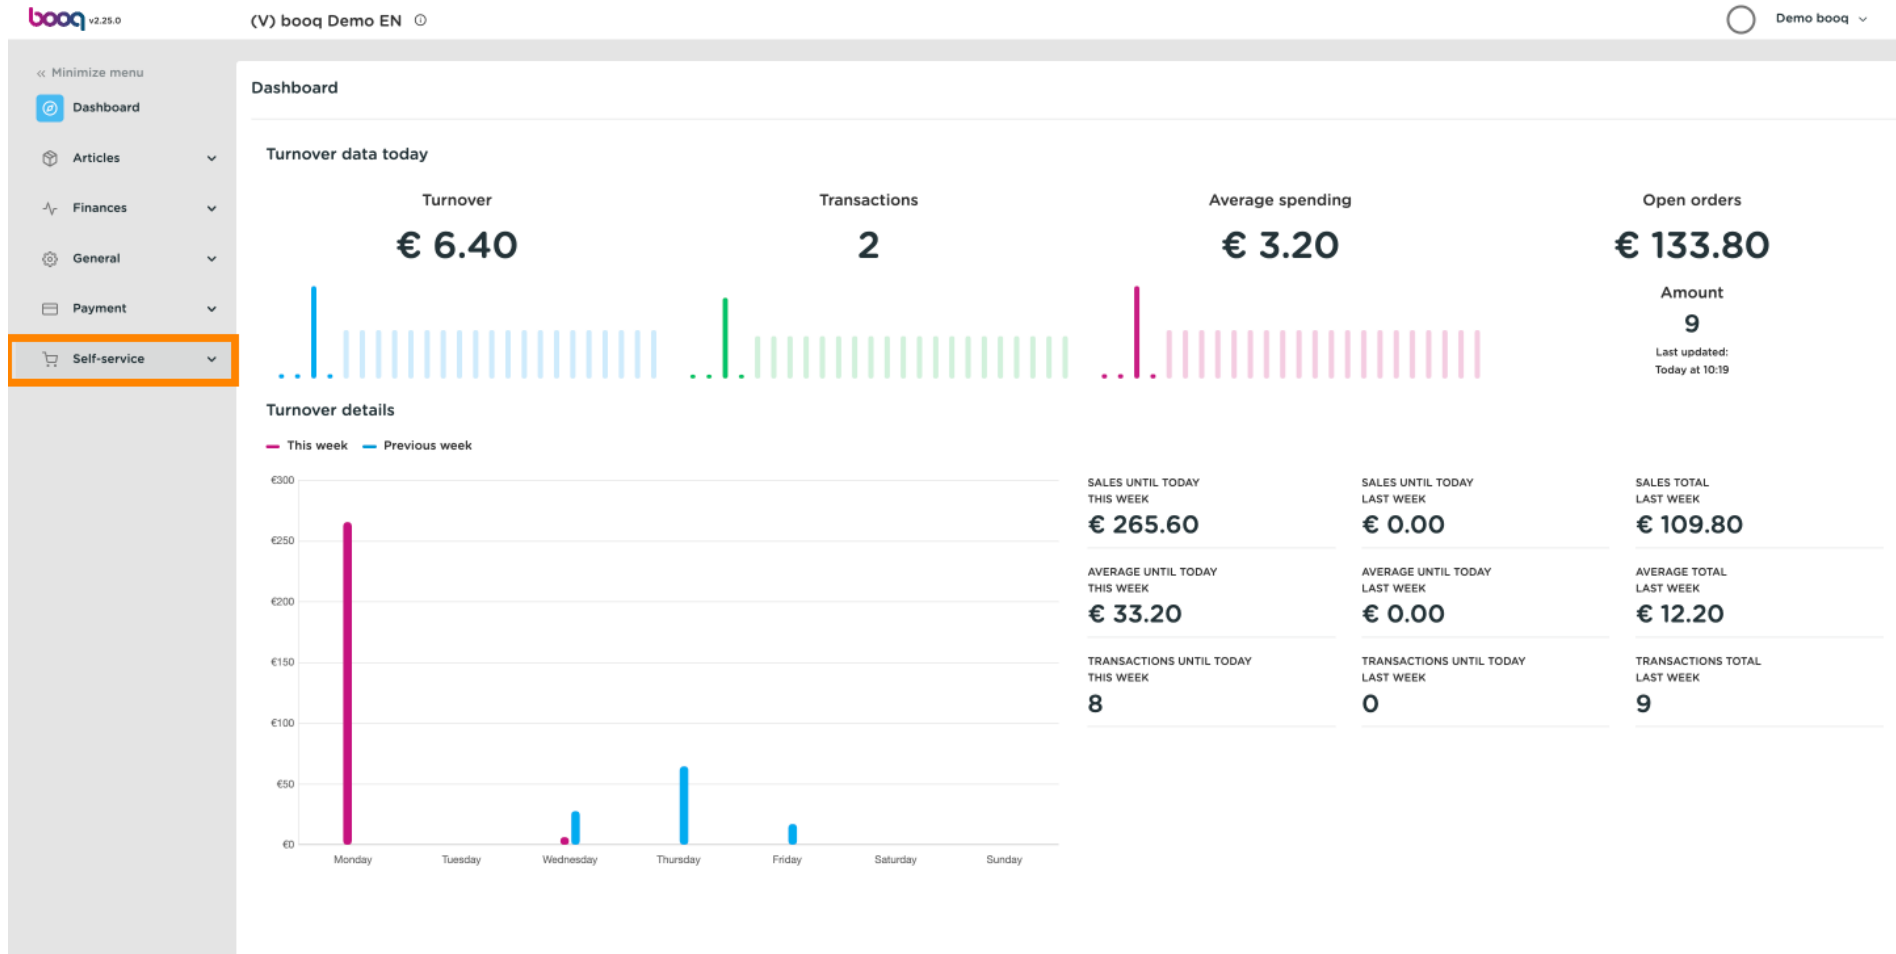 booq v2.25.0
(V) booq Demo EN
Demo booq
« Minimize menu
Dashboard
Articles
Finances
General
Payment
Self-service
Dashboard
Turnover data today
Turnover
€ 6.40
Transactions
2
Average spending
€ 3.20
Open orders
€ 133.80
Amount
9
Last updated:
Today at 10:19
Turnover details
This week
Previous week
€300
€250
€200
€150
€100
€50
€0
Monday
Tuesday
Wednesday
Thursday
Friday
Saturday
Sunday
SALES UNTIL TODAY
THIS WEEK
€ 265.60
SALES UNTIL TODAY
LAST WEEK
€ 0.00
SALES TOTAL
LAST WEEK
€ 109.80
AVERAGE UNTIL TODAY
THIS WEEK
€ 33.20
AVERAGE UNTIL TODAY
LAST WEEK
€ 0.00
AVERAGE TOTAL
LAST WEEK
€ 12.20
TRANSACTIONS UNTIL TODAY
THIS WEEK
8
TRANSACTIONS UNTIL TODAY
LAST WEEK
0
TRANSACTIONS TOTAL
LAST WEEK
9